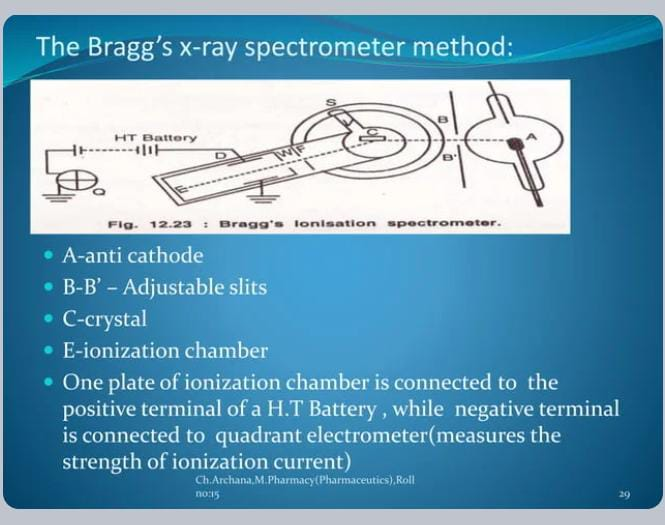 The Bragg's x-ray spectrometer method:
S
HT Battery
C
B
A
D
W F
B'
E
Q
Fig. 12.23 : Bragg's Ionisation spectrometer.
A-anti cathode
B-B' – Adjustable slits
C-crystal
E-ionization chamber
One plate of ionization chamber is connected to the
positive terminal of a H.T Battery , while negative terminal
is connected to quadrant electrometer(measures the
strength of ionization current)
Ch.Archana,M.Pharmacy(Pharmaceutics),Roll
no:15
29